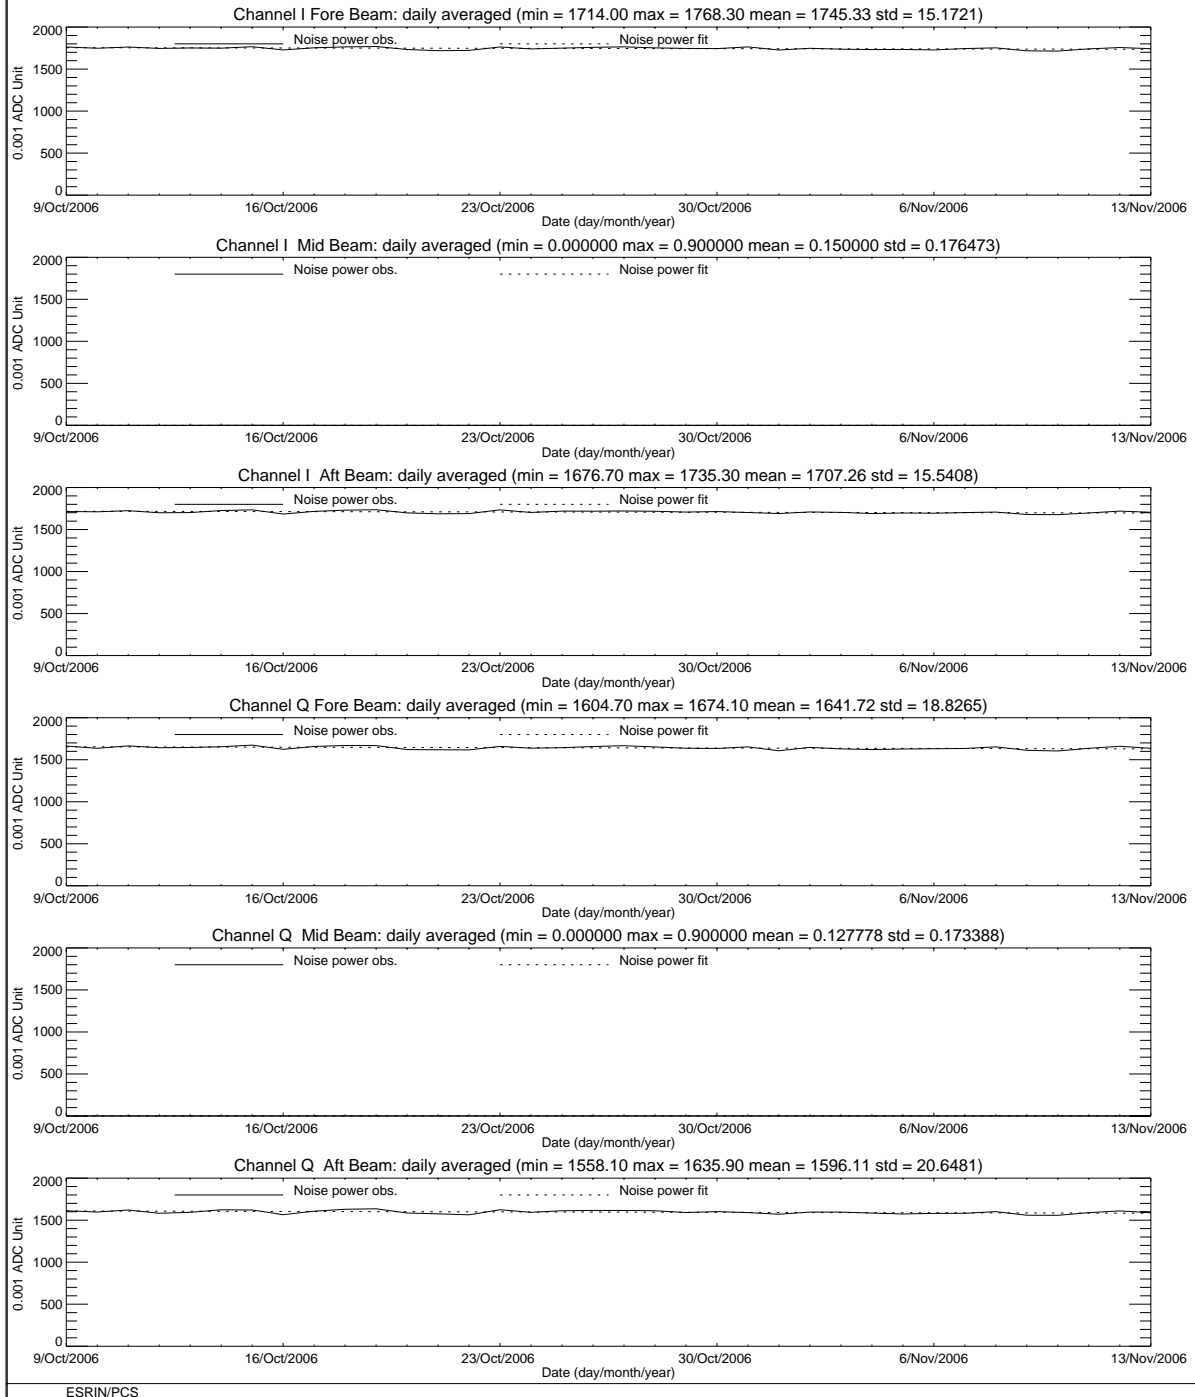 Channel I Fore Beam: daily averaged (min = 1714.00 max = 1768.30 mean = 1745.33 std = 15.1721)
Noise power obs.
Noise power fit
2000
1500
1000
500
0
0.001 ADC Unit
9/Oct/2006 16/Oct/2006 23/Oct/2006 30/Oct/2006 6/Nov/2006 13/Nov/2006
Date (day/month/year)
Channel I Mid Beam: daily averaged (min = 0.000000 max = 0.900000 mean = 0.150000 std = 0.176473)
Noise power obs.
Noise power fit
2000
1500
1000
500
0
0.001 ADC Unit
9/Oct/2006 16/Oct/2006 23/Oct/2006 30/Oct/2006 6/Nov/2006 13/Nov/2006
Date (day/month/year)
Channel I Aft Beam: daily averaged (min = 1676.70 max = 1735.30 mean = 1707.26 std = 15.5408)
Noise power obs.
Noise power fit
2000
1500
1000
500
0
0.001 ADC Unit
9/Oct/2006 16/Oct/2006 23/Oct/2006 30/Oct/2006 6/Nov/2006 13/Nov/2006
Date (day/month/year)
Channel Q Fore Beam: daily averaged (min = 1604.70 max = 1674.10 mean = 1641.72 std = 18.8265)
Noise power obs.
Noise power fit
2000
1500
1000
500
0
0.001 ADC Unit
9/Oct/2006 16/Oct/2006 23/Oct/2006 30/Oct/2006 6/Nov/2006 13/Nov/2006
Date (day/month/year)
Channel Q Mid Beam: daily averaged (min = 0.000000 max = 0.900000 mean = 0.127778 std = 0.173388)
Noise power obs.
Noise power fit
2000
1500
1000
500
0
0.001 ADC Unit
9/Oct/2006 16/Oct/2006 23/Oct/2006 30/Oct/2006 6/Nov/2006 13/Nov/2006
Date (day/month/year)
Channel Q Aft Beam: daily averaged (min = 1558.10 max = 1635.90 mean = 1596.11 std = 20.6481)
Noise power obs.
Noise power fit
2000
1500
1000
500
0
0.001 ADC Unit
9/Oct/2006 16/Oct/2006 23/Oct/2006 30/Oct/2006 6/Nov/2006 13/Nov/2006
Date (day/month/year)
ESRIN/PCS